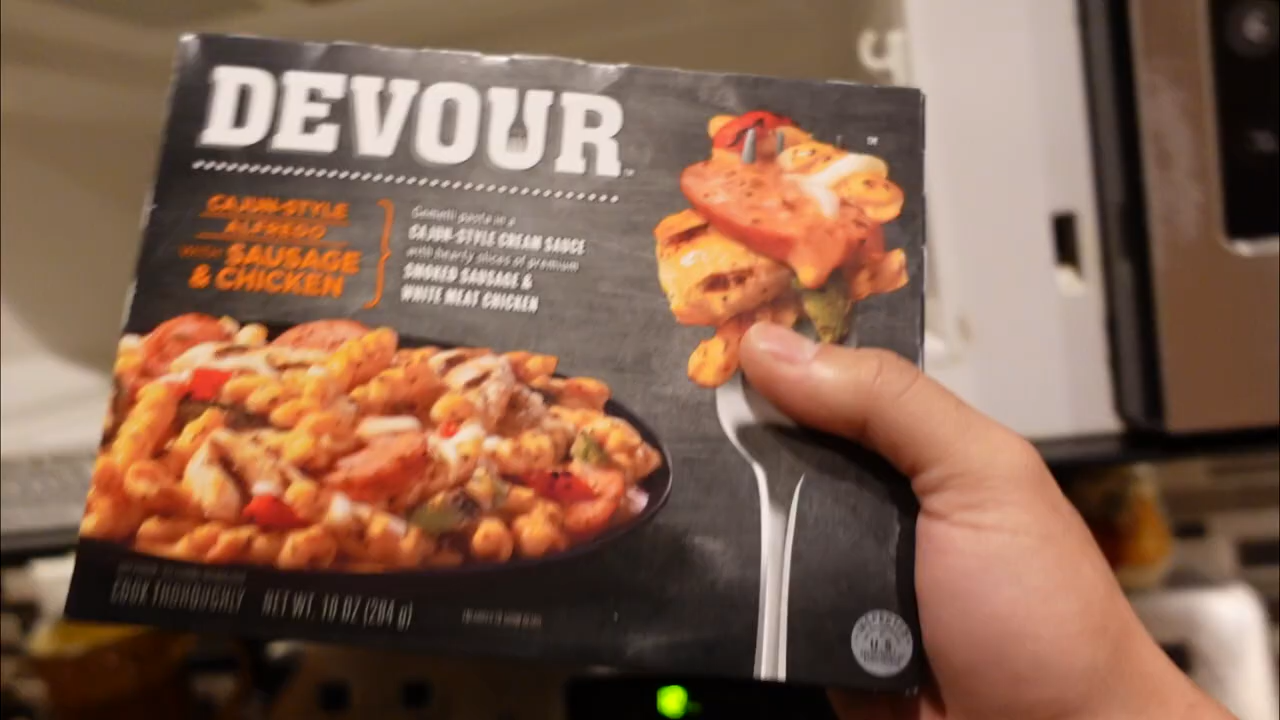 DEVOUR™
CAJUN-STYLE
ALFREDO
WITH SAUSAGE
& CHICKEN
Gemelli pasta in a
CAJUN-STYLE CREAM SAUCE
with hearty slices of premium
SMOKED SAUSAGE &
WHITE MEAT CHICKEN
COOK THOROUGHLY NET WT. 10 OZ (284 g)
U.S.